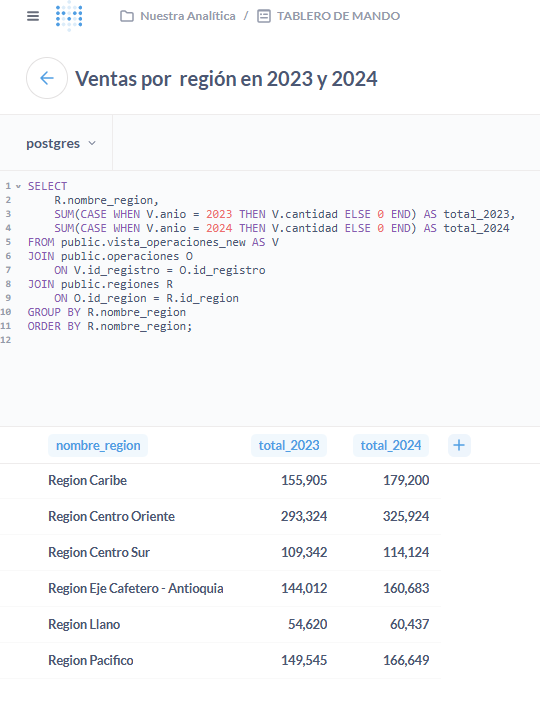 Nuestra Analítica / TABLERO DE MANDO
Ventas por región en 2023 y 2024
postgres
1 SELECT
2 R.nombre_region,
3 SUM(CASE WHEN V.anio = 2023 THEN V.cantidad ELSE 0 END) AS total_2023,
4 SUM(CASE WHEN V.anio = 2024 THEN V.cantidad ELSE 0 END) AS total_2024
5 FROM public.vista_operaciones_new AS V
6 JOIN public.operaciones O
7 ON V.id_registro = O.id_registro
8 JOIN public.regiones R
9 ON O.id_region = R.id_region
10 GROUP BY R.nombre_region
11 ORDER BY R.nombre_region;
12
nombre_region total_2023 total_2024 +
Region Caribe 155,905 179,200
Region Centro Oriente 293,324 325,924
Region Centro Sur 109,342 114,124
Region Eje Cafetero - Antioquia 144,012 160,683
Region Llano 54,620 60,437
Region Pacifico 149,545 166,649